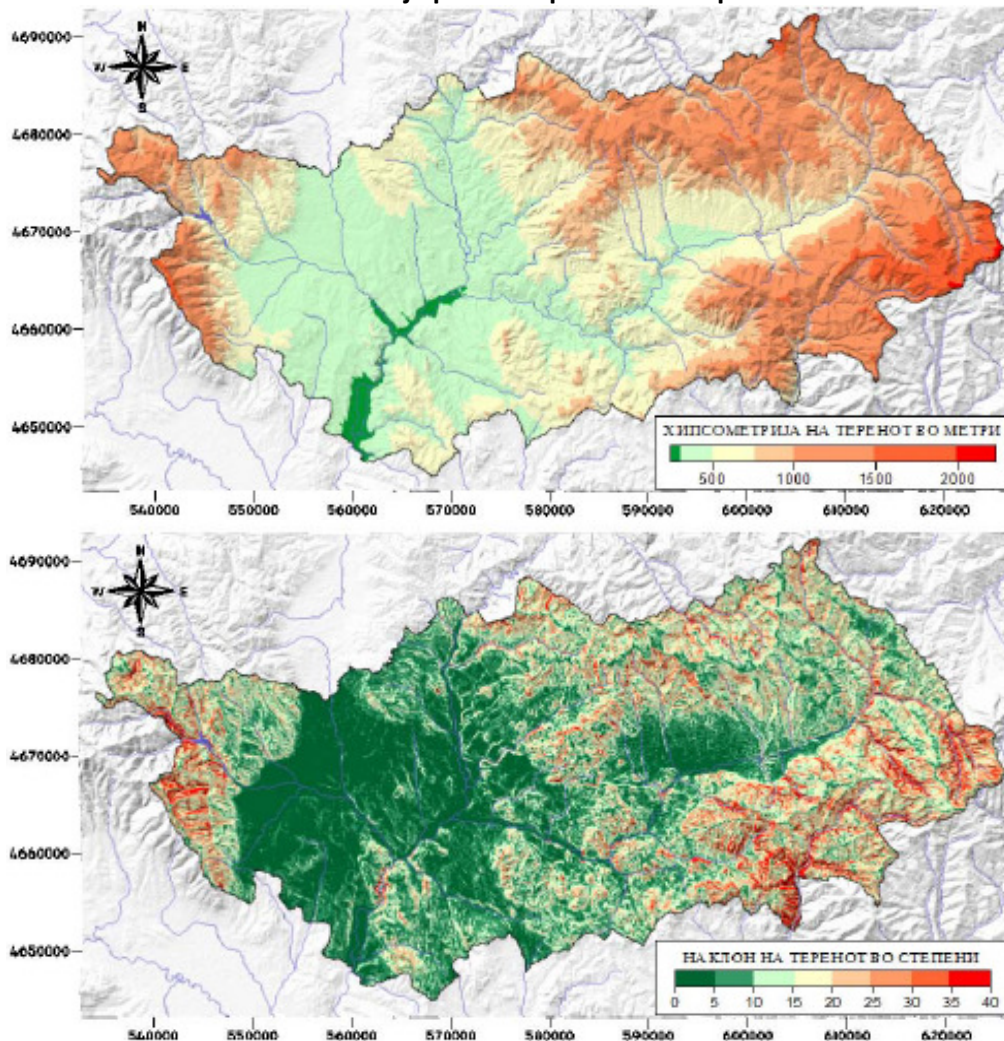 4690000
N
W E
S
4680000
4670000
4660000
4650000
ХИПСОМЕТРИЈА НА ТЕРЕНОТ ВО МЕТРИ
500 1000 1500 2000
540000 550000 560000 570000 580000 590000 600000 610000 620000
4690000
N
W E
S
4680000
4670000
4660000
4650000
НАКЛОН НА ТЕРЕНОТ ВО СТЕПЕНИ
0 5 10 15 20 25 30 35 40
540000 550000 560000 570000 580000 590000 600000 610000 620000